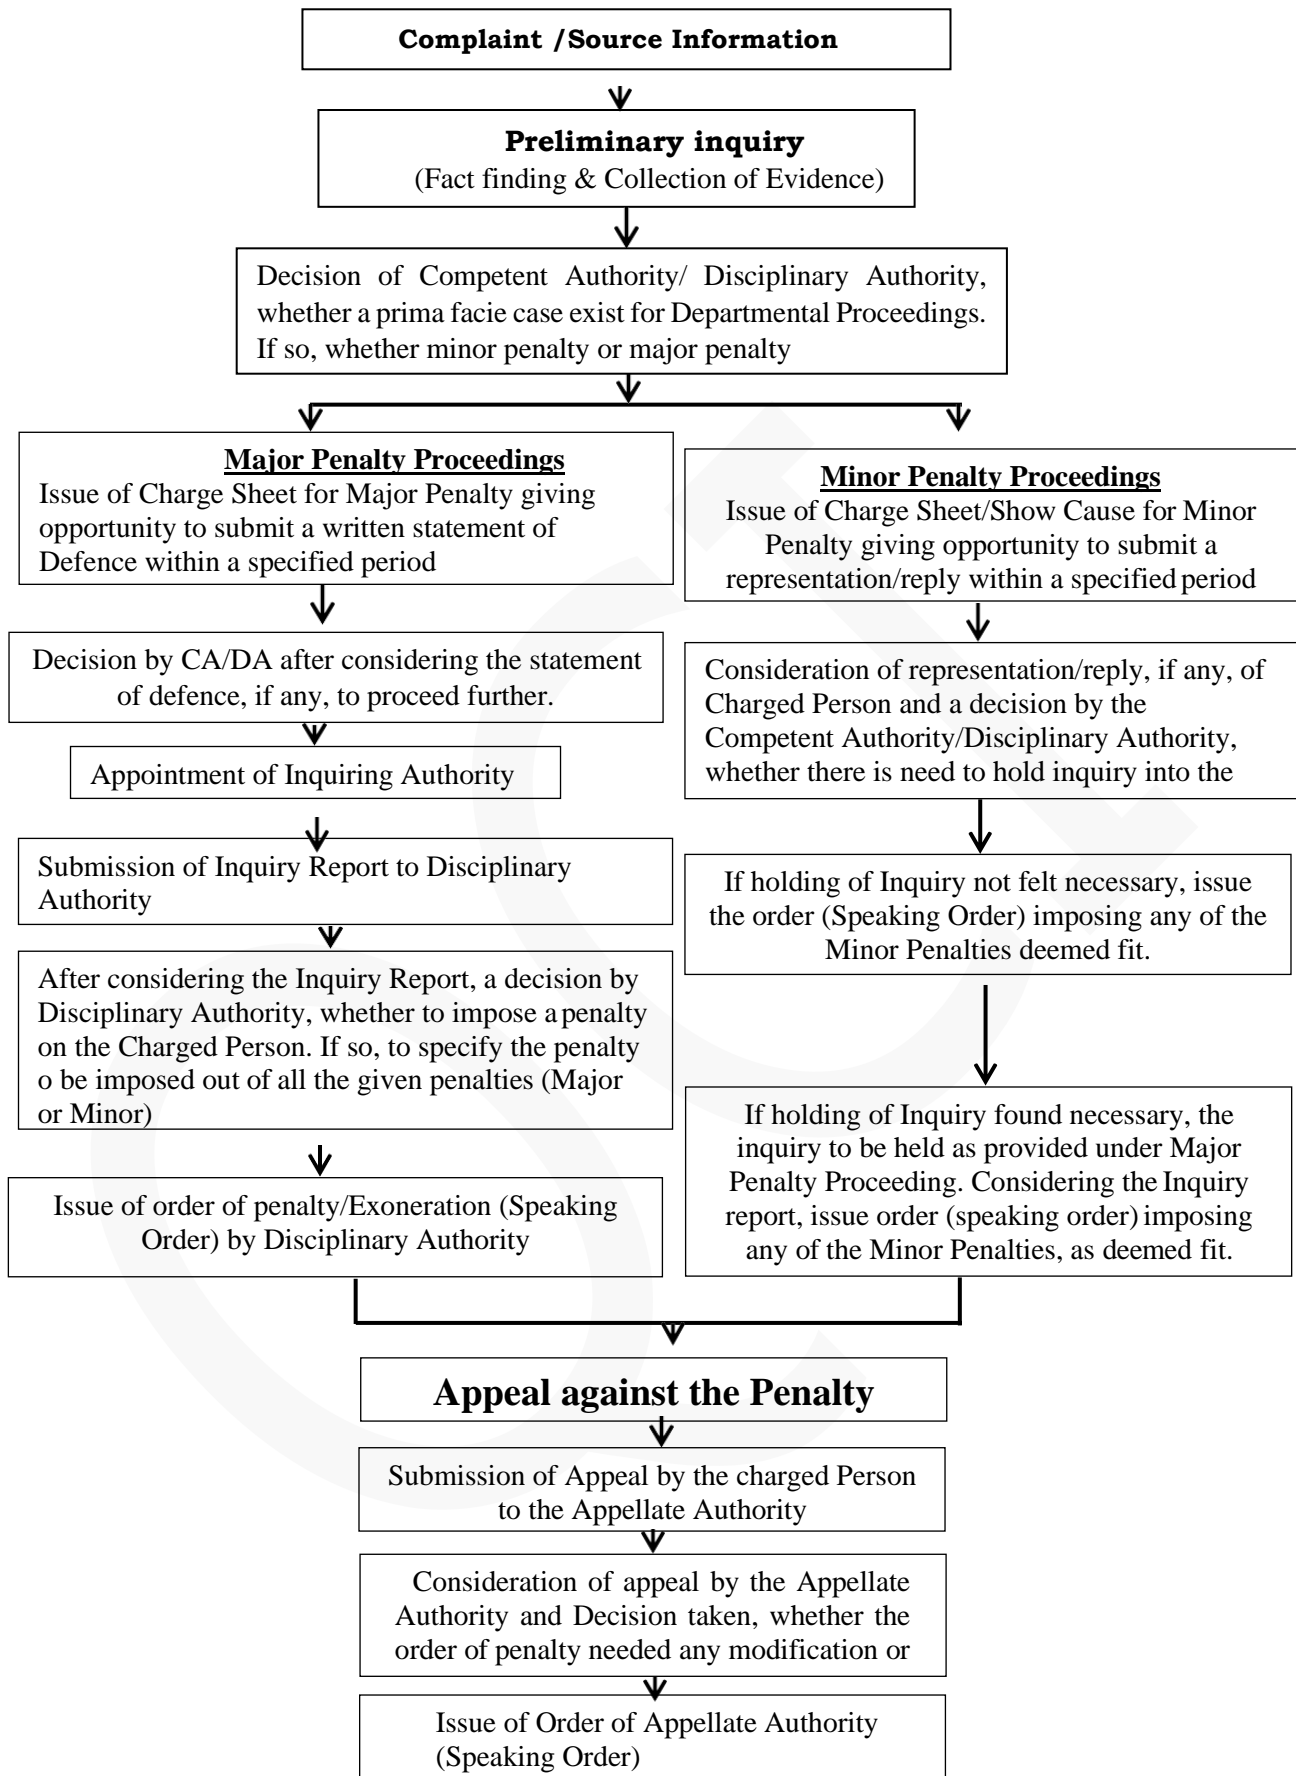 Complaint /Source Information
Preliminary inquiry
(Fact finding & Collection of Evidence)
Decision of Competent Authority/ Disciplinary Authority,
whether a prima facie case exist for Departmental Proceedings.
If so, whether minor penalty or major penalty
Major Penalty Proceedings
Issue of Charge Sheet for Major Penalty giving
opportunity to submit a written statement of
Defence within a specified period
Decision by CA/DA after considering the statement
of defence, if any, to proceed further.
Appointment of Inquiring Authority
Submission of Inquiry Report to Disciplinary
Authority
After considering the Inquiry Report, a decision by
Disciplinary Authority, whether to impose a penalty
on the Charged Person. If so, to specify the penalty
o be imposed out of all the given penalties (Major
or Minor)
Issue of order of penalty/Exoneration (Speaking
Order) by Disciplinary Authority
Minor Penalty Proceedings
Issue of Charge Sheet/Show Cause for Minor
Penalty giving opportunity to submit a
representation/reply within a specified period
Consideration of representation/reply, if any, of
Charged Person and a decision by the
Competent Authority/Disciplinary Authority,
whether there is need to hold inquiry into the
If holding of Inquiry not felt necessary, issue
the order (Speaking Order) imposing any of the
Minor Penalties deemed fit.
If holding of Inquiry found necessary, the
inquiry to be held as provided under Major
Penalty Proceeding. Considering the Inquiry
report, issue order (speaking order) imposing
any of the Minor Penalties, as deemed fit.
Appeal against the Penalty
Submission of Appeal by the charged Person
to the Appellate Authority
Consideration of appeal by the Appellate
Authority and Decision taken, whether the
order of penalty needed any modification or
Issue of Order of Appellate Authority
(Speaking Order)